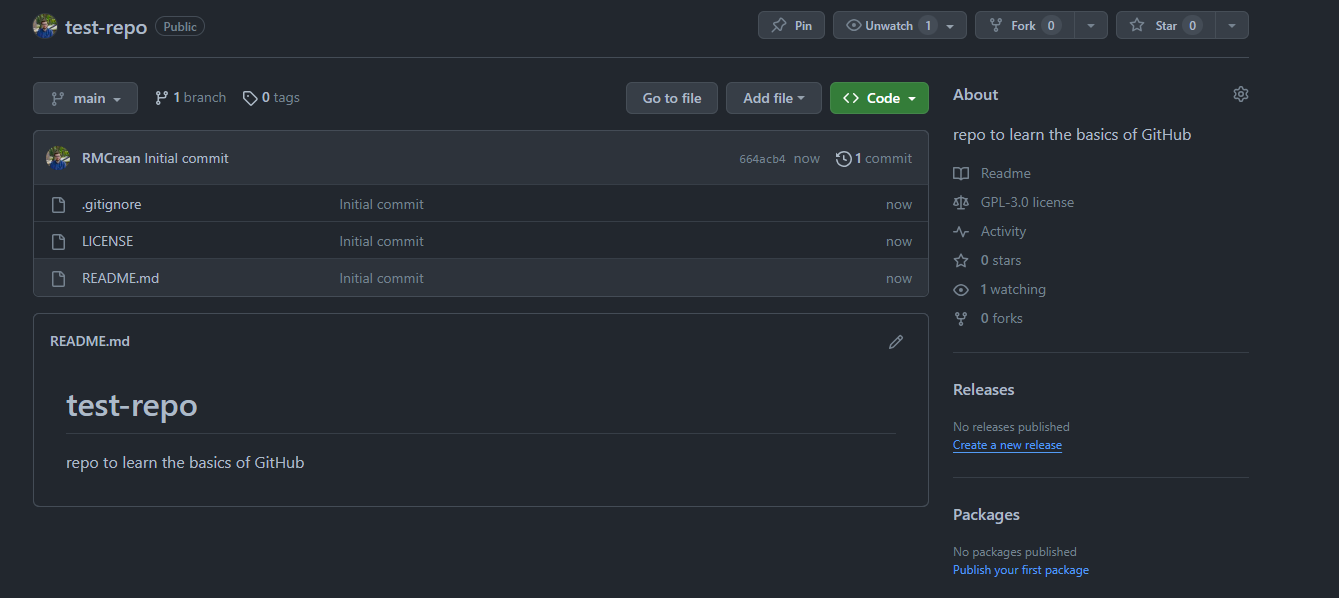 test-repo Public Pin Unwatch 1 Fork 0 Star 0
main 1 branch 0 tags Go to file Add file <> Code
RMCrean Initial commit 664acb4 now 1 commit
.gitignore Initial commit now
LICENSE Initial commit now
README.md Initial commit now
README.md
test-repo
repo to learn the basics of GitHub
About
repo to learn the basics of GitHub
Readme
GPL-3.0 license
Activity
0 stars
1 watching
0 forks
Releases
No releases published
Create a new release
Packages
No packages published
Publish your first package